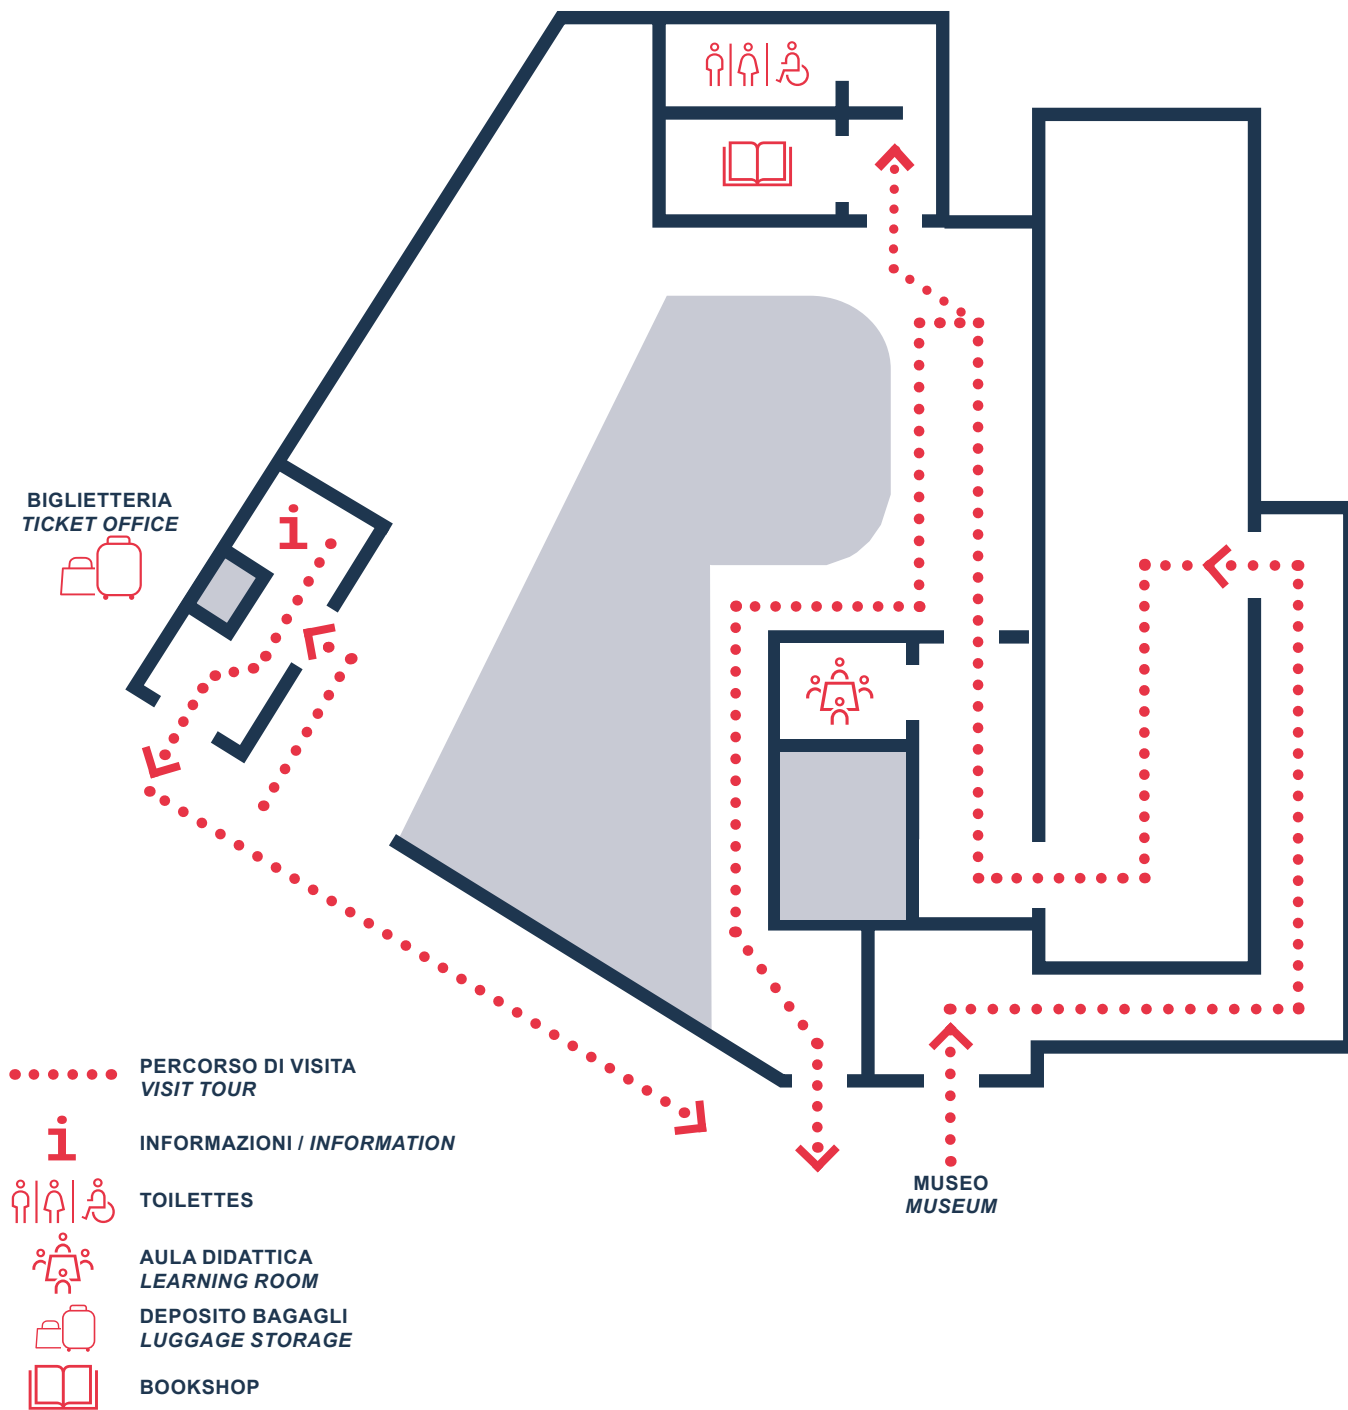 BIGLIETTERIA
TICKET OFFICE
PERCORSO DI VISITA
VISIT TOUR
INFORMAZIONI / INFORMATION
TOILETTES
AULA DIDATTICA
LEARNING ROOM
DEPOSITO BAGAGLI
LUGGAGE STORAGE
BOOKSHOP
MUSEO
MUSEUM